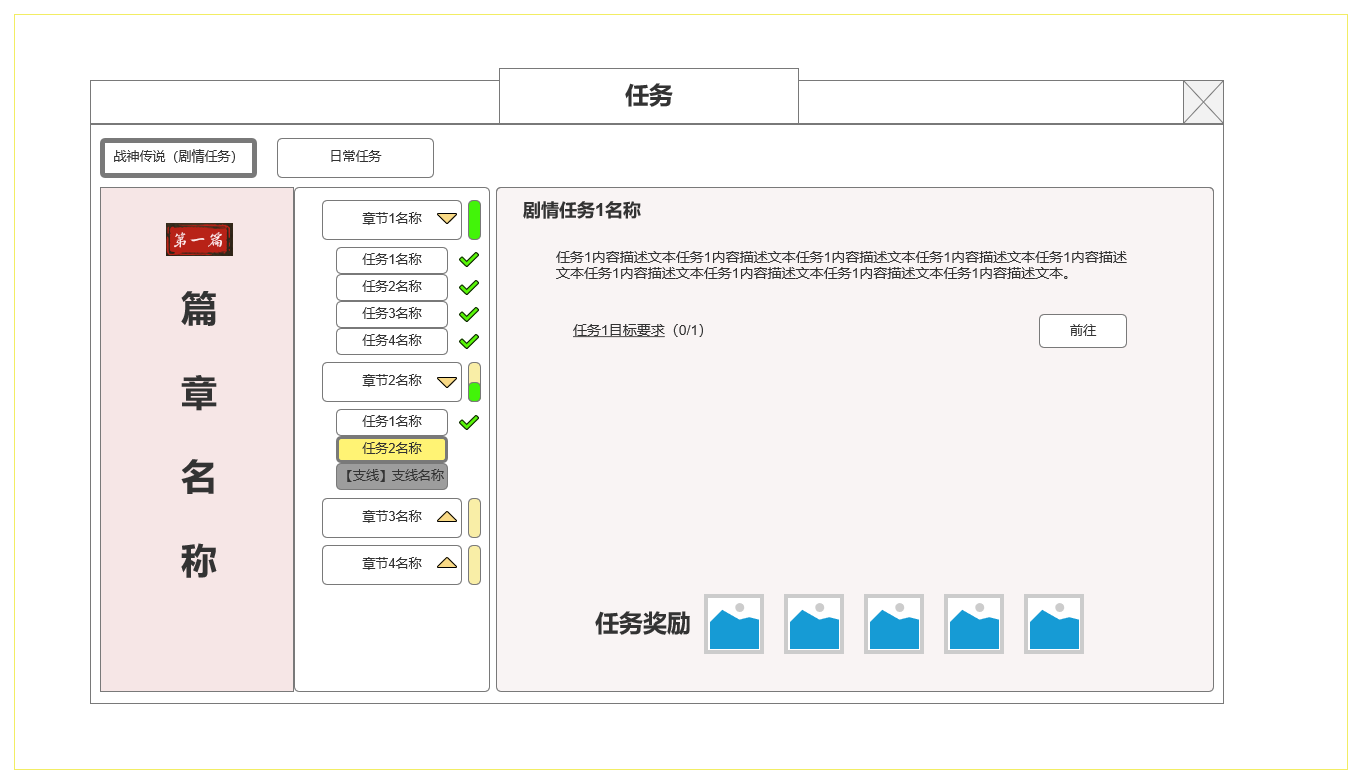 任务
战神传说（剧情任务）
日常任务
第一篇
篇
章
名
称
章节1名称
任务1名称
任务2名称
任务3名称
任务4名称
章节2名称
任务1名称
任务2名称
【支线】支线名称
章节3名称
章节4名称
剧情任务1名称
任务1内容描述文本任务1内容描述文本任务1内容描述文本任务1内容描述文本任务1内容描述
文本任务1内容描述文本任务1内容描述文本任务1内容描述文本任务1内容描述文本。
任务1目标要求（0/1）
前往
任务奖励